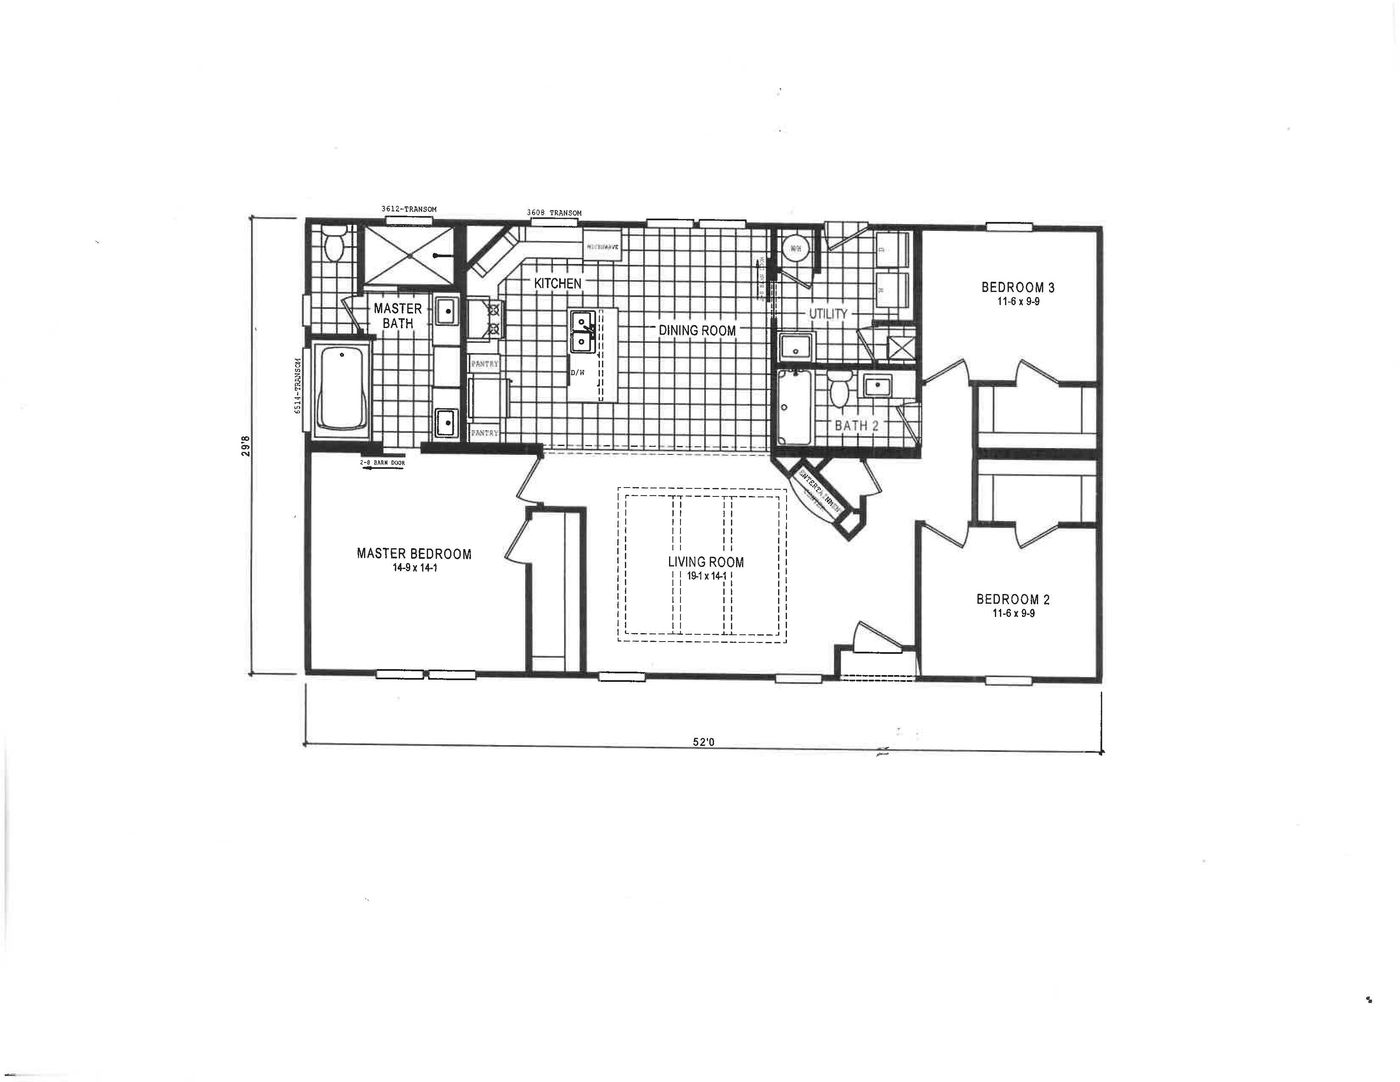 3612-TRANSOM
3608 TRANSOM
MICROWAVE
W/H
D
W
KITCHEN
BEDROOM 3
11-6 x 9-9
MASTER
BATH
UTILITY
DINING ROOM
6514-TRANSOM
PANTRY
D/W
BATH 2
PANTRY
29'8
2-8 BARN DOOR
ENTERTAINMENT
CENTER
MASTER BEDROOM
14-9 x 14-1
LIVING ROOM
19-1 x 14-1
BEDROOM 2
11-6 x 9-9
52'0